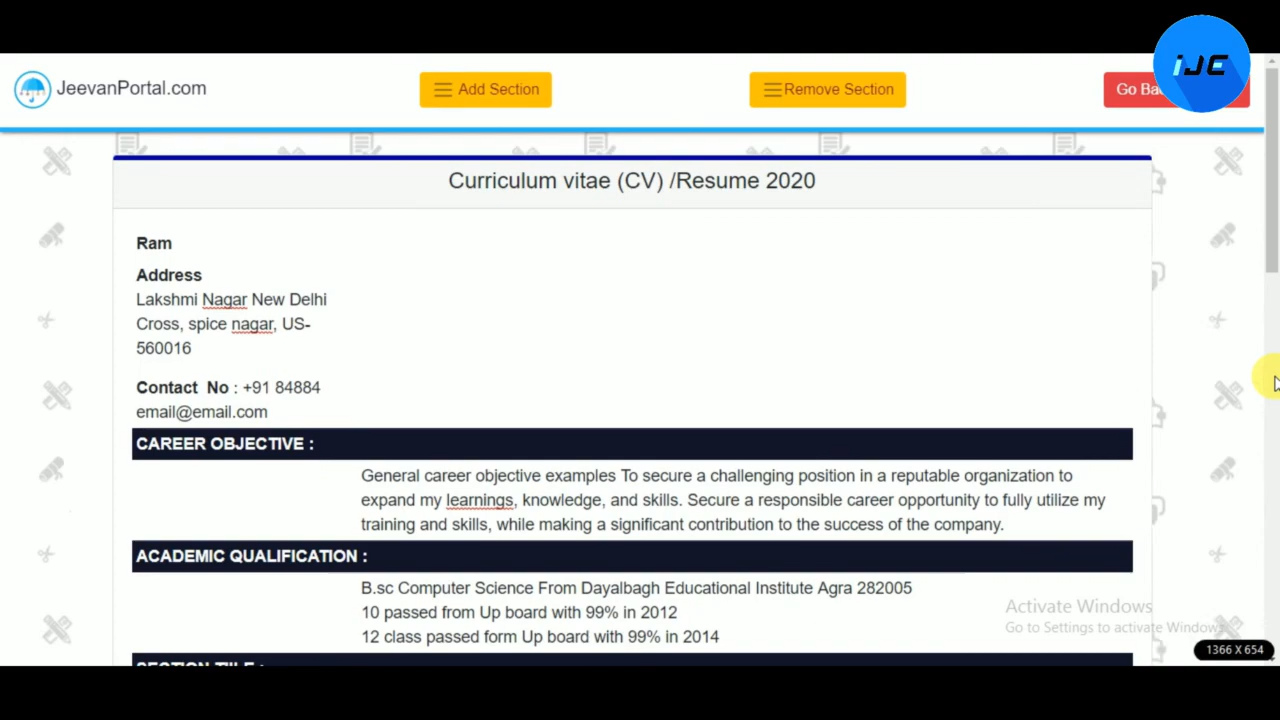 JeevanPortal.com
Add Section
Remove Section
Go
IJE
Curriculum vitae (CV) /Resume 2020
Ram
Address
Lakshmi Nagar New Delhi
Cross, spice nagar, US-
560016
Contact No : +91 84884
email@email.com
CAREER OBJECTIVE :
General career objective examples To secure a challenging position in a reputable organization to
expand my learnings, knowledge, and skills. Secure a responsible career opportunity to fully utilize my
training and skills, while making a significant contribution to the success of the company.
ACADEMIC QUALIFICATION :
B.sc Computer Science From Dayalbagh Educational Institute Agra 282005
10 passed from Up board with 99% in 2012
12 class passed form Up board with 99% in 2014
Activate Windows
Go to Settings to activate Windows.
SECTION TITLE :
1366 X 654